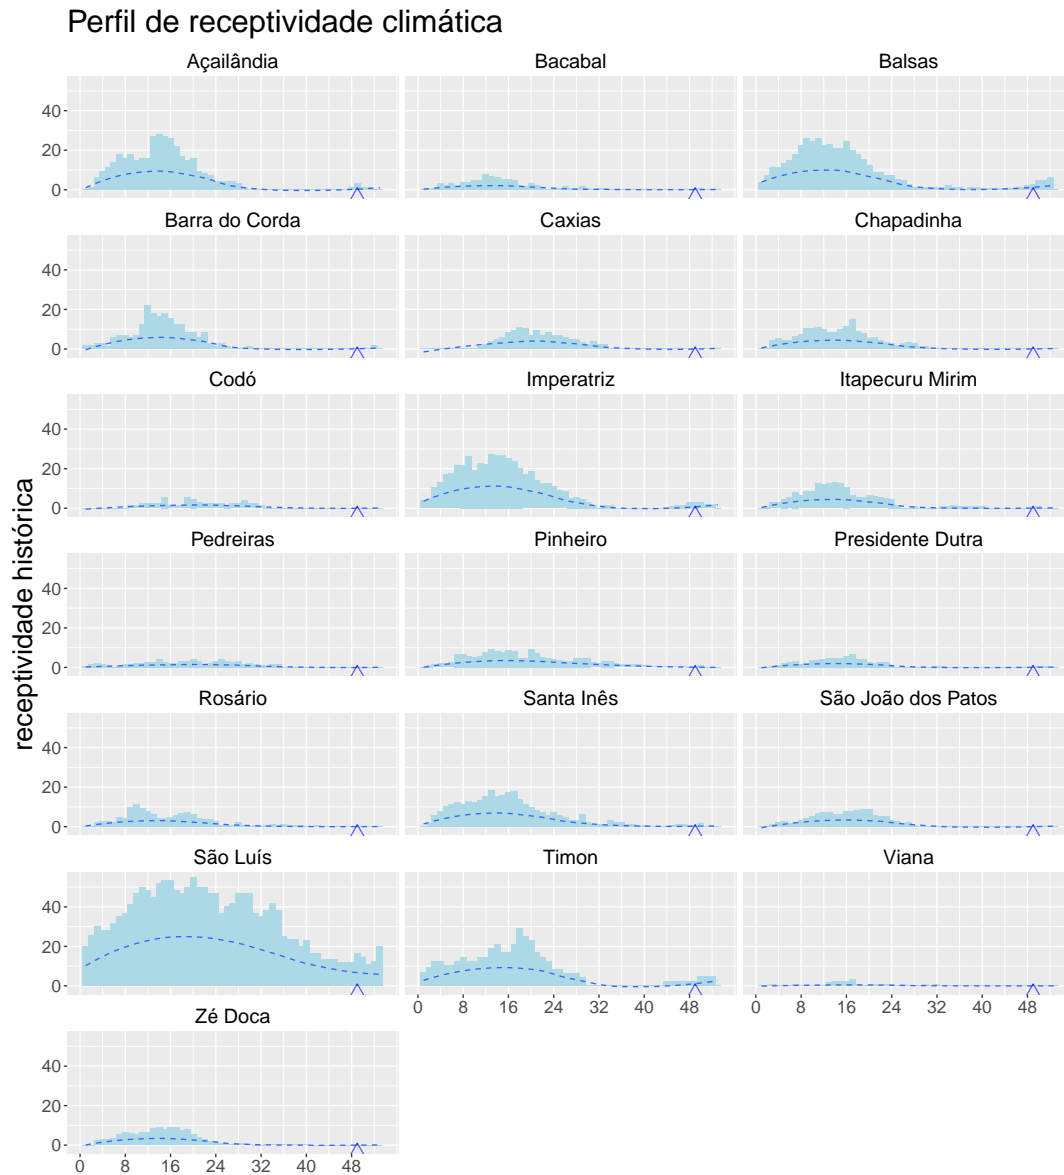 Perfil de receptividade climática
Açailândia Bacabal Balsas
40
20
0
Barra do Corda Caxias Chapadinha
40
20
0
Codó Imperatriz Itapecuru Mirim
40
20
0
Pedreiras Pinheiro Presidente Dutra
40
20
0
Rosário Santa Inês São João dos Patos
40
20
0
São Luís Timon Viana
40
20
0
0 8 16 24 32 40 48 0 8 16 24 32 40 48
Zé Doca
40
20
0
0 8 16 24 32 40 48
receptividade histórica